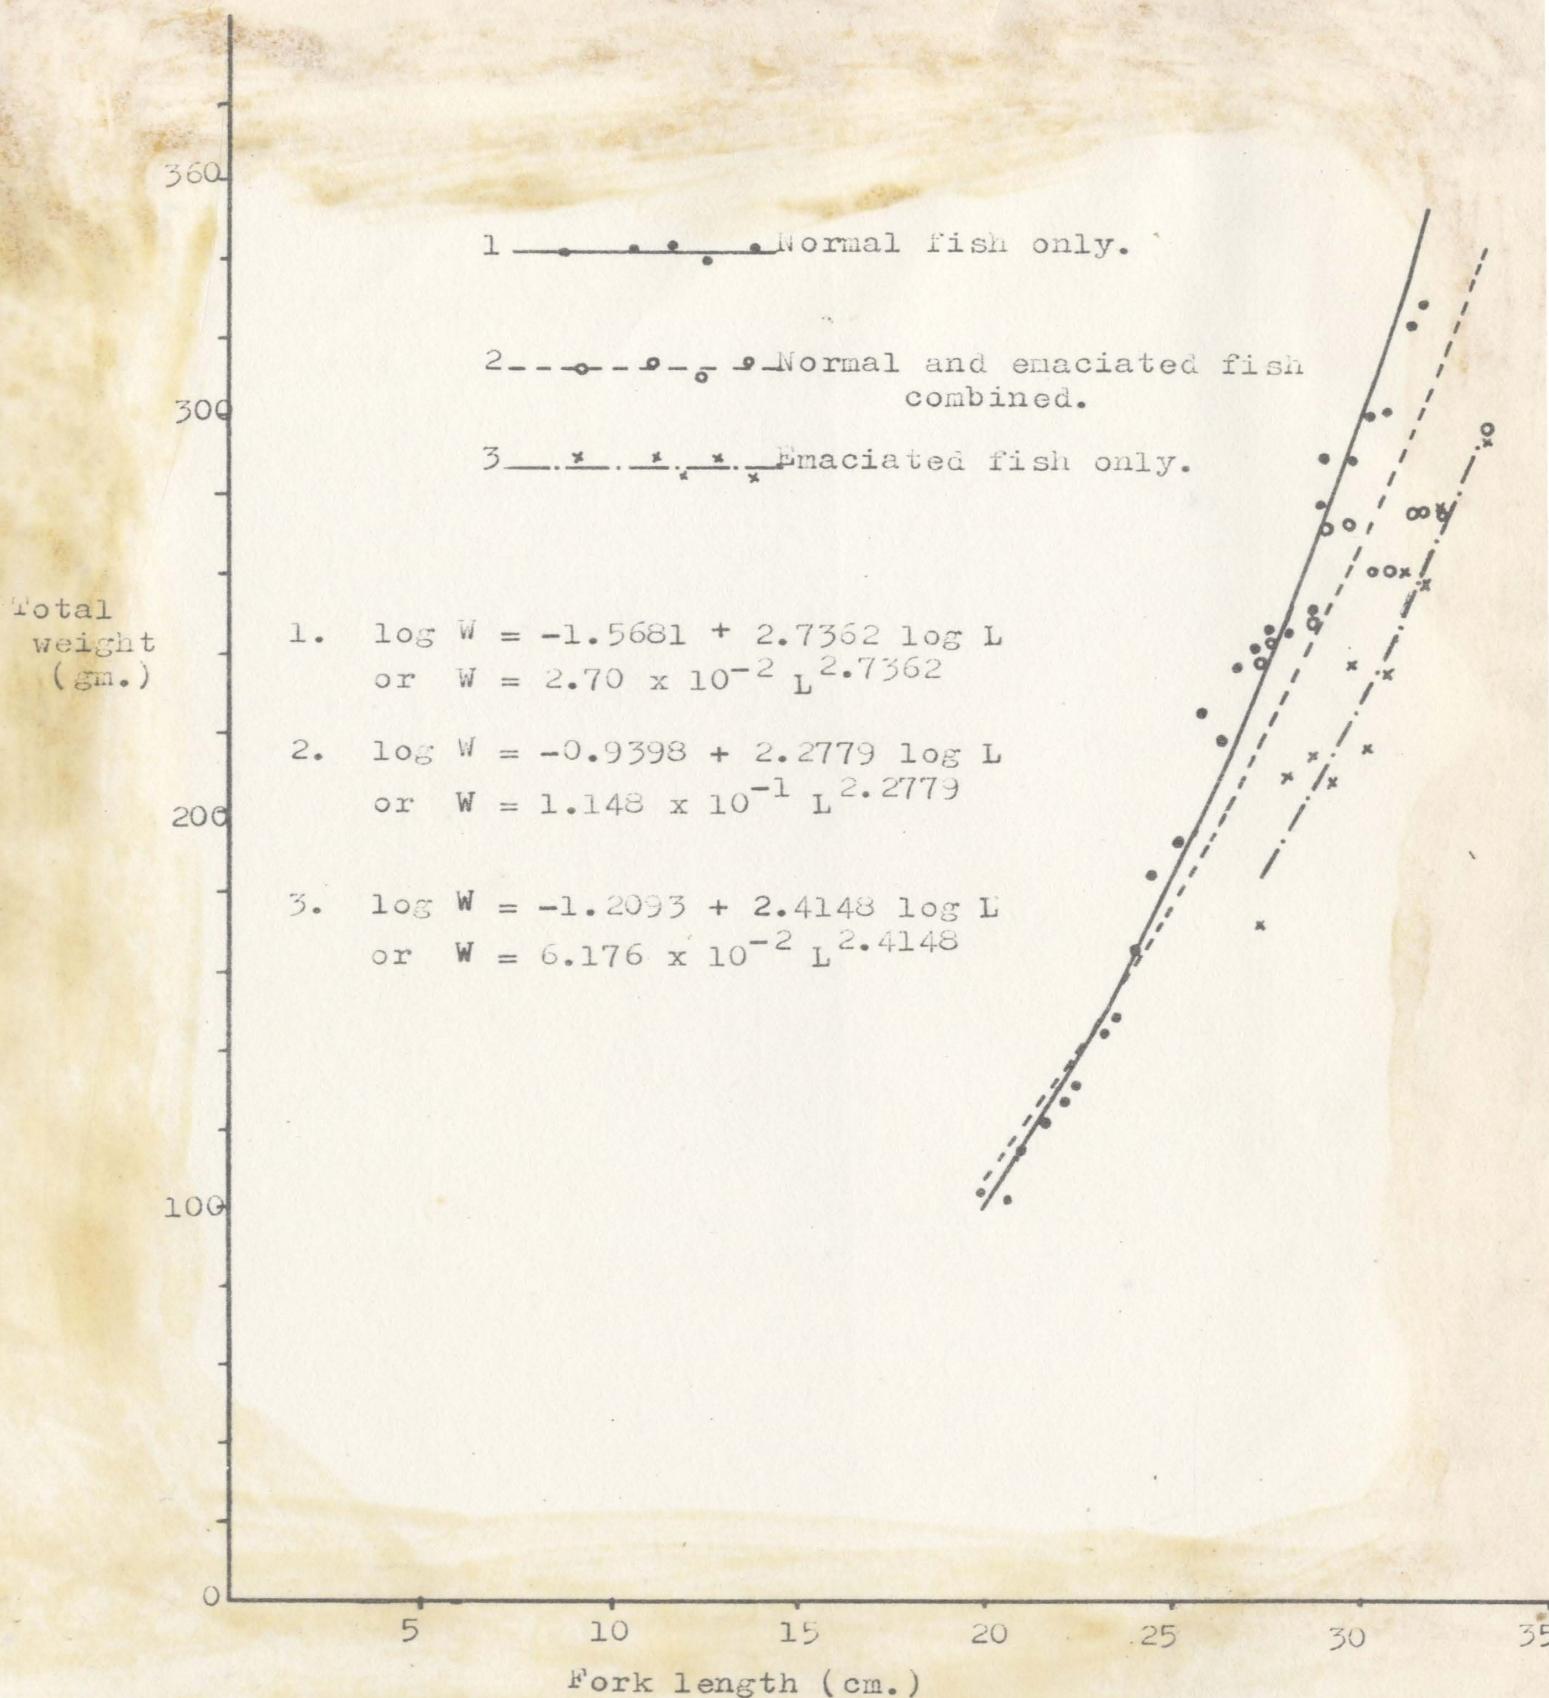 360
1 Normal fish only.
2 Normal and emaciated fish
combined.
300
3 Emaciated fish only.
Total
weight
(gm.)
1. log W = -1.5681 + 2.7362 log L
or W = 2.70 x 10⁻² L²·⁷³⁶²
2. log W = -0.9398 + 2.2779 log L
or W = 1.148 x 10⁻¹ L²·²⁷⁷⁹
200
3. log W = -1.2093 + 2.4148 log L
or W = 6.176 x 10⁻² L²·⁴¹⁴⁸
100
0
5 10 15 20 25 30 35
Fork length (cm.)